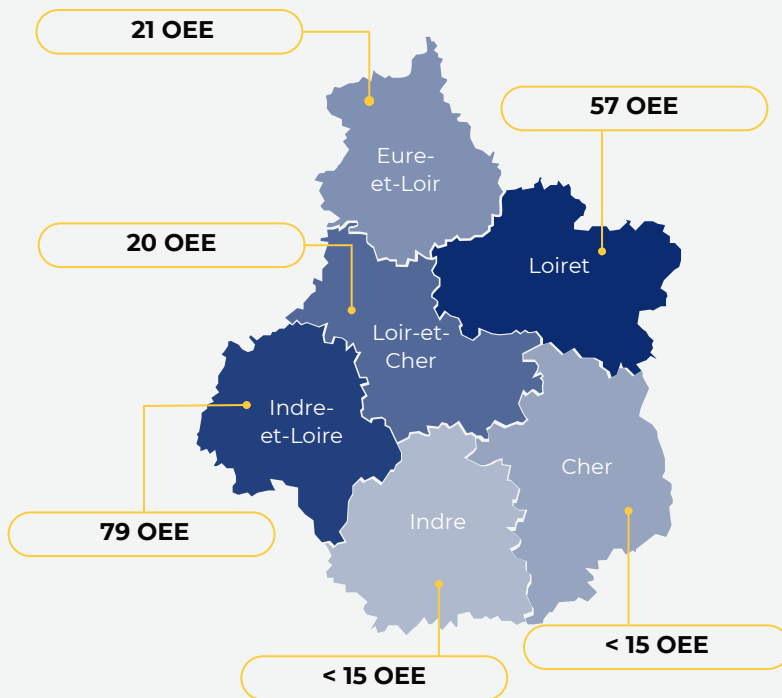 21 OEE
57 OEE
Eure-
et-Loir
20 OEE
Loiret
Loir-et-
Cher
Indre-
et-Loire
Cher
Indre
79 OEE
< 15 OEE
< 15 OEE